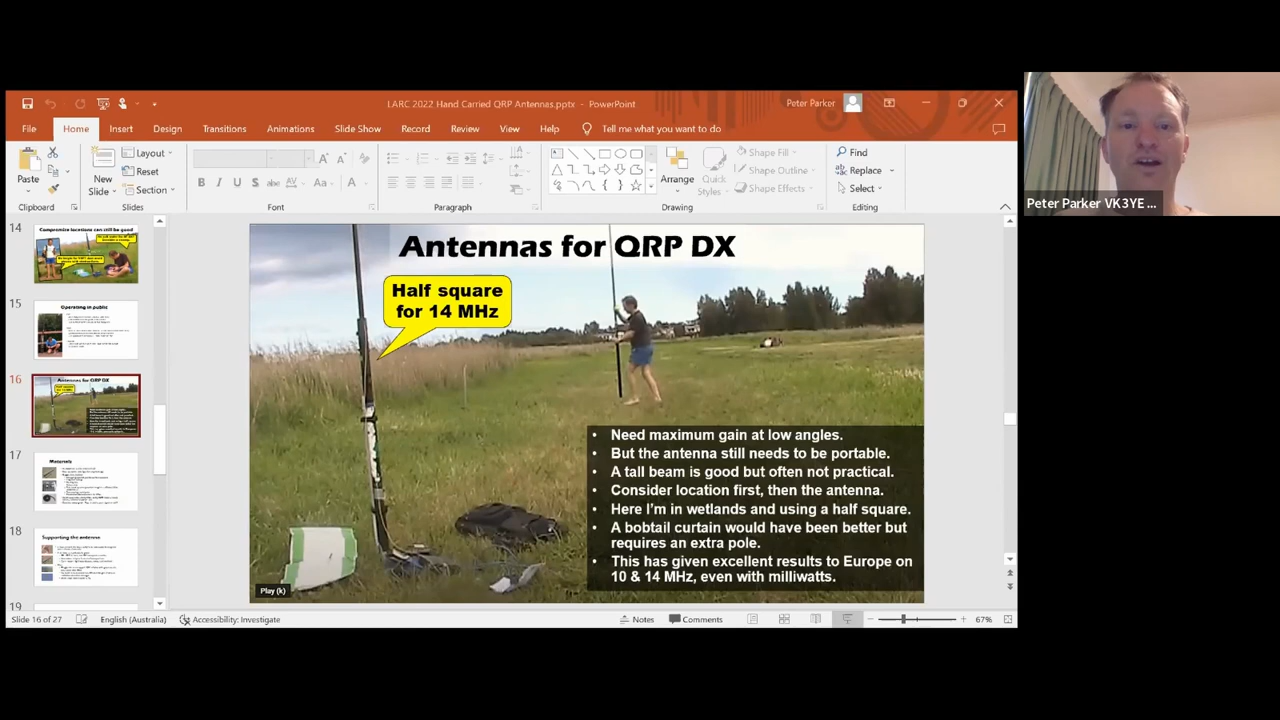 LARC 2022 Hand Carried QRP Antennas.pptx - PowerPoint
Peter Parker
File Home Insert Design Transitions Animations Slide Show Record Review View Help Tell me what you want to do
Paste
New
Slide
Layout
Reset
Section
Arrange
Quick
Styles
Shape Fill
Shape Outline
Shape Effects
Find
Replace
Select
Clipboard Slides Font Paragraph Drawing Editing
Peter Parker VK3YE ...
14
Compromise locations can still be good
15
Operating in public
16
Antennas for QRP DX
17
Materials
18
Supporting the antenna
19
Antennas for QRP DX
Half square
for 14 MHz
• Need maximum gain at low angles.
• But the antenna still needs to be portable.
• A tall beam is good but often not practical.
• Consider location first, then the antenna.
• Here I'm in wetlands and using a half square.
• A bobtail curtain would have been better but
requires an extra pole.
• This has given excellent results to Europe on
10 & 14 MHz, even with milliwatts.
Play (k)
Slide 16 of 27 English (Australia) Accessibility: Investigate Notes Comments 67%